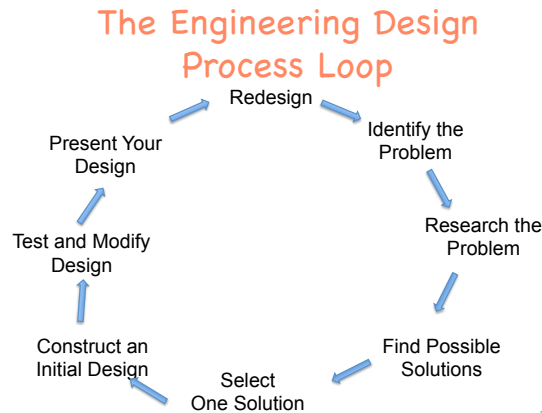 The Engineering Design
Process Loop
Redesign
Identify the
Problem
Research the
Problem
Find Possible
Solutions
Select
One Solution
Construct an
Initial Design
Test and Modify
Design
Present Your
Design